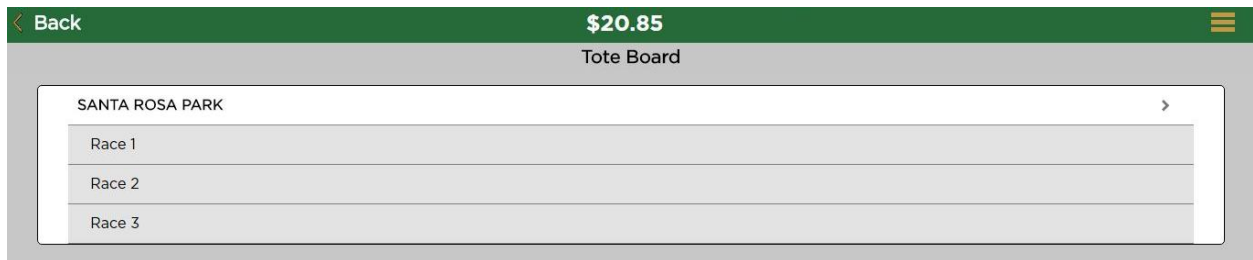 Back $20.85
Tote Board
SANTA ROSA PARK
Race 1
Race 2
Race 3